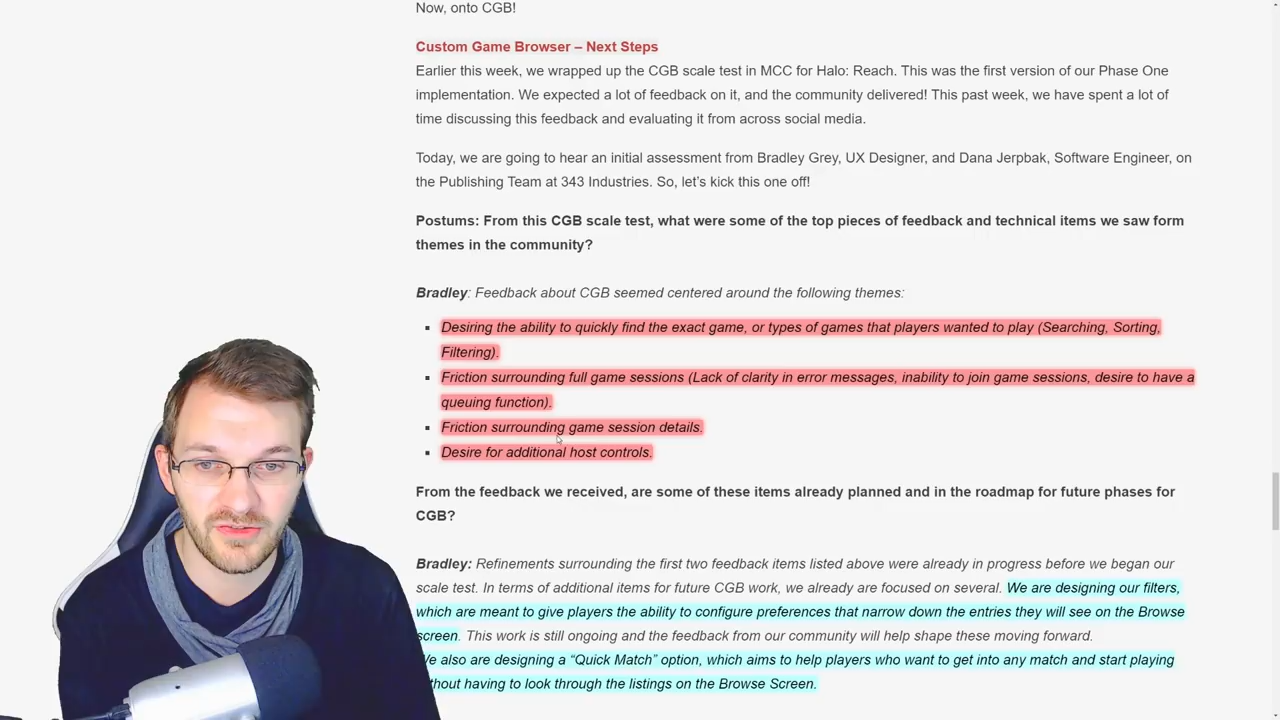 Now, onto CGB!
Custom Game Browser – Next Steps
Earlier this week, we wrapped up the CGB scale test in MCC for Halo: Reach. This was the first version of our Phase One
implementation. We expected a lot of feedback on it, and the community delivered! This past week, we have spent a lot of
time discussing this feedback and evaluating it from across social media.
Today, we are going to hear an initial assessment from Bradley Grey, UX Designer, and Dana Jerpbak, Software Engineer, on
the Publishing Team at 343 Industries. So, let’s kick this one off!
Postums: From this CGB scale test, what were some of the top pieces of feedback and technical items we saw form
themes in the community?
Bradley: Feedback about CGB seemed centered around the following themes:
Desiring the ability to quickly find the exact game, or types of games that players wanted to play (Searching, Sorting,
Filtering).
Friction surrounding full game sessions (Lack of clarity in error messages, inability to join game sessions, desire to have a
queuing function).
Friction surrounding game session details.
Desire for additional host controls.
From the feedback we received, are some of these items already planned and in the roadmap for future phases for
CGB?
Bradley: Refinements surrounding the first two feedback items listed above were already in progress before we began our
scale test. In terms of additional items for future CGB work, we already are focused on several. We are designing our filters,
which are meant to give players the ability to configure preferences that narrow down the entries they will see on the Browse
screen. This work is still ongoing and the feedback from our community will help shape these moving forward.
We also are designing a “Quick Match” option, which aims to help players who want to get into any match and start playing
without having to look through the listings on the Browse Screen.